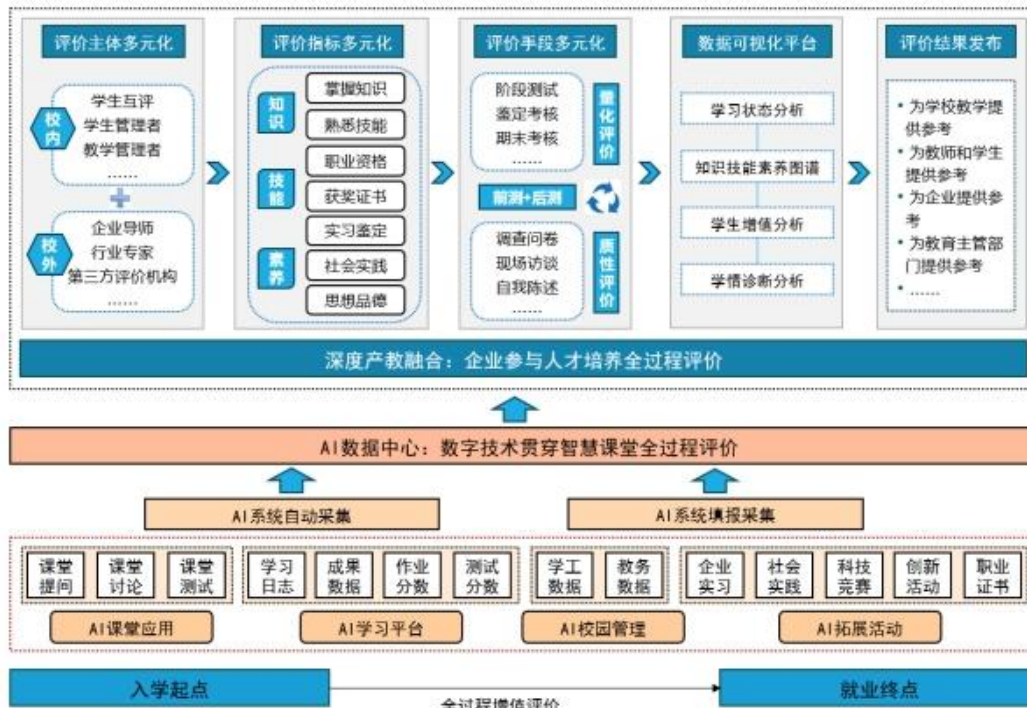 评价主体多元化
校内
学生互评
学生管理者
教学管理者
……
校外
企业导师
行业专家
第三方评价机构
……
评价指标多元化
知识
技能
素养
掌握知识
熟悉技能
职业资格
获奖证书
实习鉴定
社会实践
思想品德
评价手段多元化
阶段测试
鉴定考核
期末考核
……
量化评价
前测+后测
调查问卷
现场访谈
自我陈述
……
质性评价
数据可视化平台
学习状态分析
知识技能素养图谱
学生增值分析
学情诊断分析
评价结果发布
• 为学校教学提
供参考
• 为教师和学生
提供参考
• 为企业提供参
考
• 为教育主管部
门提供参考
• ……
深度产教融合：企业参与人才培养全过程评价
AI数据中心：数字技术贯穿智慧课堂全过程评价
AI系统自动采集
AI系统填报采集
课堂
提问
课堂
讨论
课堂
测试
学习
日志
成果
数据
作业
分数
测试
分数
学工
数据
教务
数据
企业
实习
社会
实践
科技
竞赛
创新
活动
职业
证书
AI课堂应用
AI学习平台
AI校园管理
AI拓展活动
入学起点
全过程增值评价
就业终点